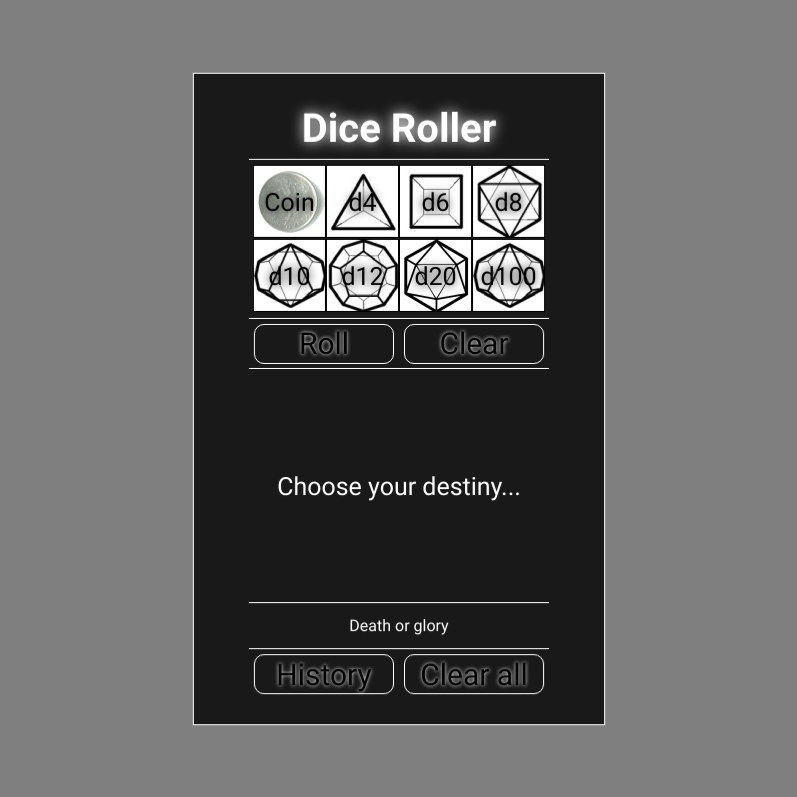 Dice Roller
Coin d4 d6 d8
d10 d12 d20 d100
Roll Clear
Choose your destiny...
Death or glory
History Clear all